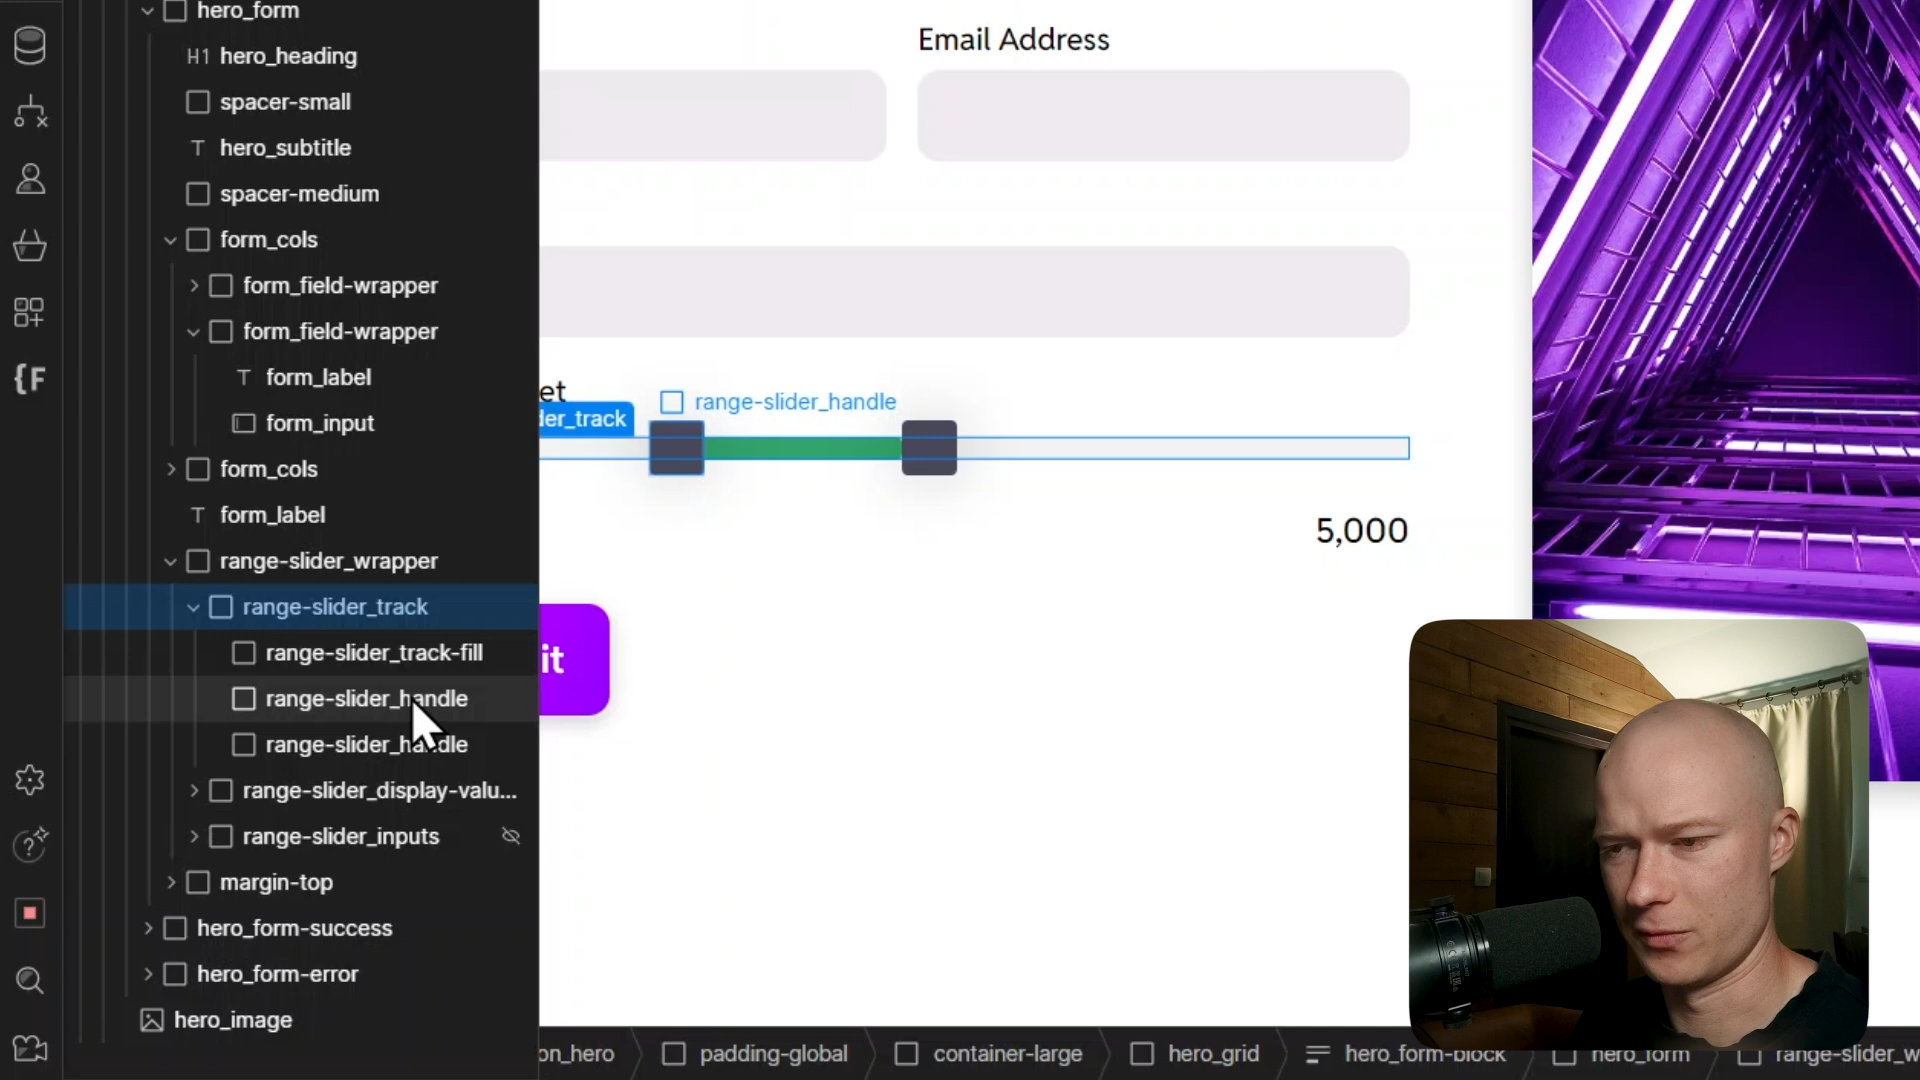 hero_form
H1 hero_heading
spacer-small
T hero_subtitle
spacer-medium
form_cols
form_field-wrapper
form_field-wrapper
T form_label
form_input
form_cols
T form_label
range-slider_wrapper
range-slider_track
range-slider_track-fill
range-slider_handle
range-slider_handle
range-slider_display-valu...
range-slider_inputs
margin-top
hero_form-success
hero_form-error
hero_image
{F
Email Address
et
der_track
range-slider_handle
5,000
it
on_hero
padding-global
container-large
hero_grid
hero_form-block
hero_form
range-slider_w